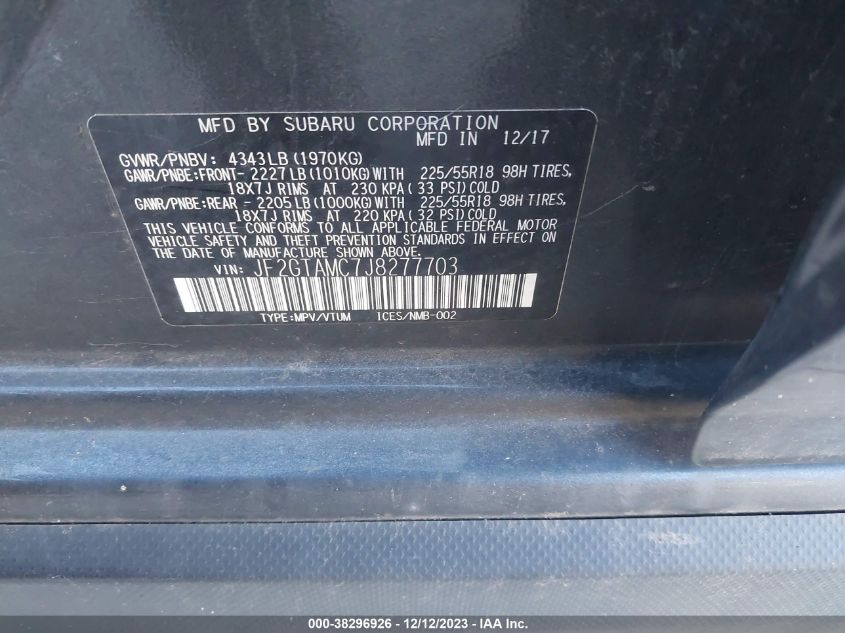 MFD BY SUBARU CORPORATION
MFD IN 12/17
GVWR/PNBV: 4343LB(1970KG)
GAWR/PNBE:FRONT- 2227LB(1010KG)WITH 225/55R18 98H TIRES,
18X7J RIMS AT 230 KPA(33 PSI)COLD
GAWR/PNBE:REAR - 2205LB(1000KG)WITH 225/55R18 98H TIRES,
18X7J RIMS AT 220 KPA(32 PSI)COLD
THIS VEHICLE CONFORMS TO ALL APPLICABLE FEDERAL MOTOR
VEHICLE SAFETY AND THEFT PREVENTION STANDARDS IN EFFECT ON
THE DATE OF MANUFACTURE SHOWN ABOVE.
VIN: JF2GTAMC7J8277703
TYPE:MPV/VTUM ICES/NMB-002
000-38296926 - 12/12/2023 - IAA Inc.